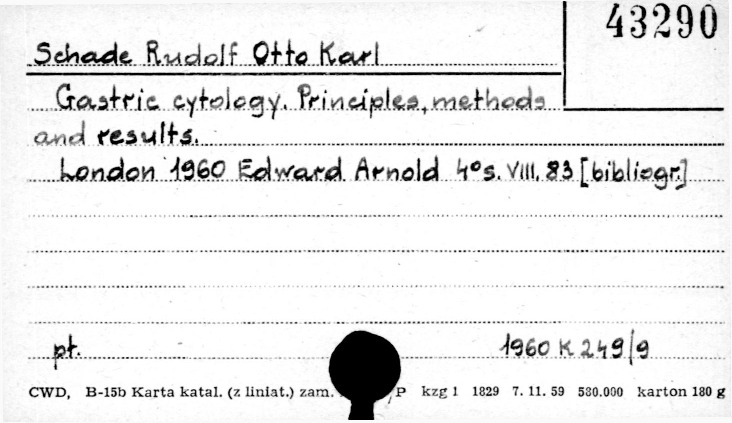 43290
Schade Rudolf Otto Karl
Gastric cytology. Principles, methods
and results.
London 1960 Edward Arnold 4° s. VIII. 83 [bibliogr.]
pł. 1960 K 249/9
CWD, B-15b Karta katal. (z liniat.) zam. /P kzg 1 1829 7. 11. 59 580.000 karton 180 g